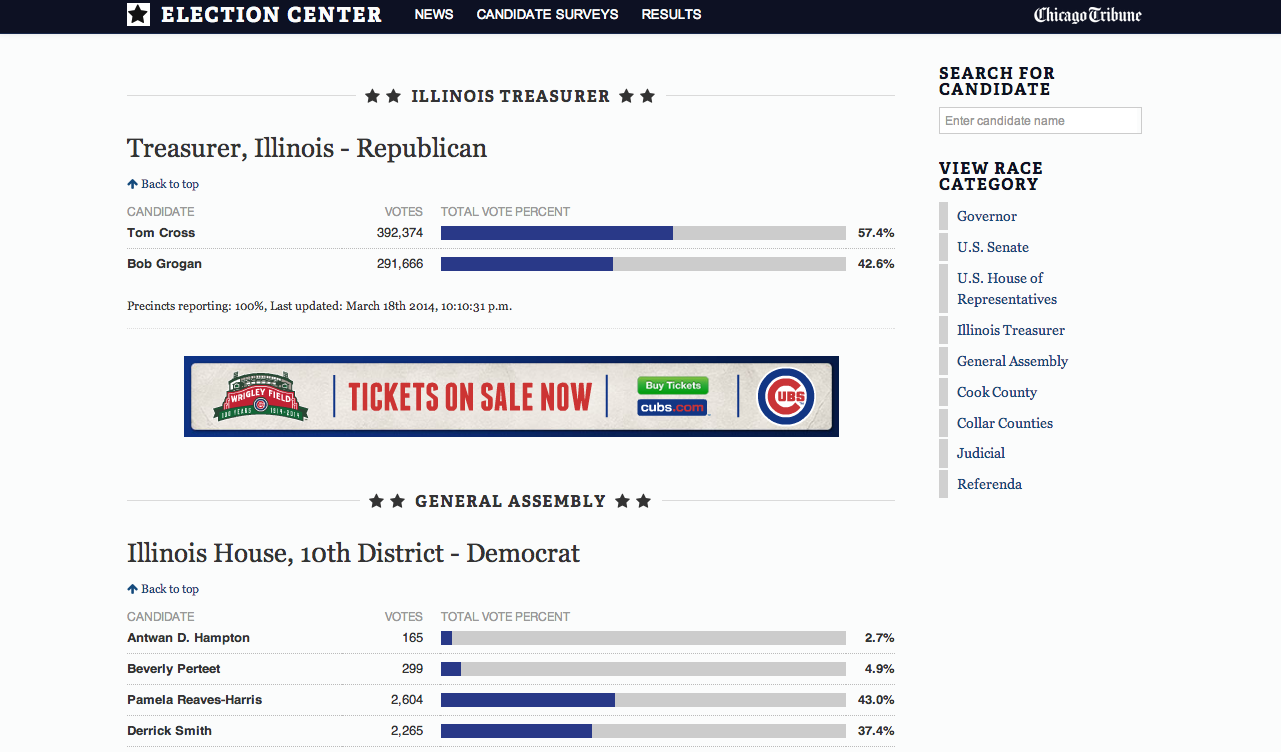 ELECTION CENTER NEWS CANDIDATE SURVEYS RESULTS Chicago Tribune
ILLINOIS TREASURER
Treasurer, Illinois - Republican
Back to top
CANDIDATE VOTES TOTAL VOTE PERCENT
Tom Cross 392,374 57.4%
Bob Grogan 291,666 42.6%
Precincts reporting: 100%, Last updated: March 18th 2014, 10:10:31 p.m.
WRIGLEY FIELD
100 YEARS 1914-2014
TICKETS ON SALE NOW
Buy Tickets
cubs.com
CUBS
GENERAL ASSEMBLY
Illinois House, 10th District - Democrat
Back to top
CANDIDATE VOTES TOTAL VOTE PERCENT
Antwan D. Hampton 165 2.7%
Beverly Perteet 299 4.9%
Pamela Reaves-Harris 2,604 43.0%
Derrick Smith 2,265 37.4%
SEARCH FOR
CANDIDATE
Enter candidate name
VIEW RACE
CATEGORY
Governor
U.S. Senate
U.S. House of
Representatives
Illinois Treasurer
General Assembly
Cook County
Collar Counties
Judicial
Referenda